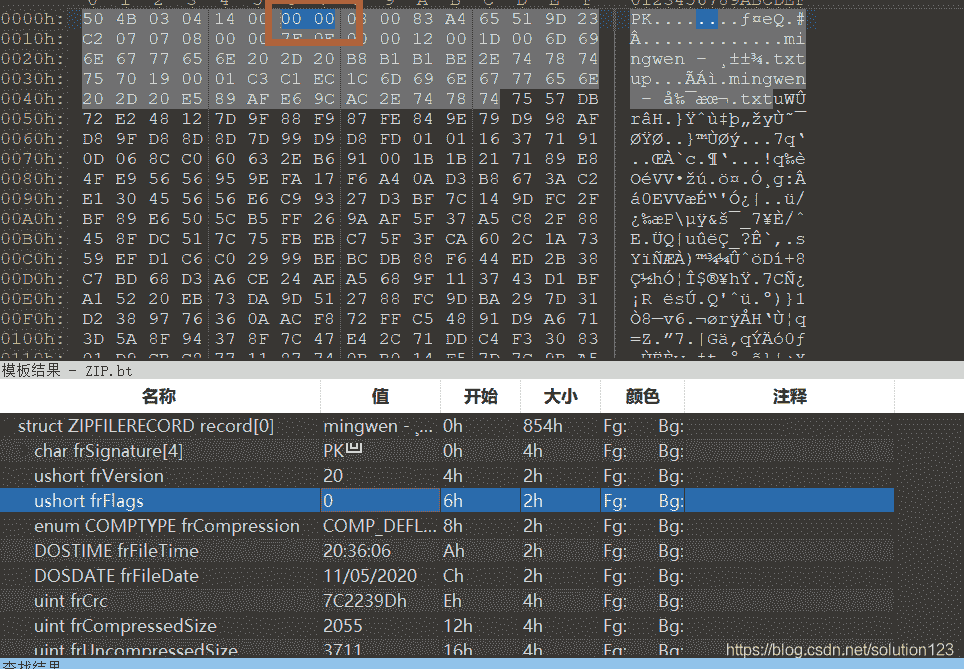 0 1 2 3 4 5 6 7 8 9 A B C D E F 0123456789ABCDEF
0000h: 50 4B 03 04 14 00 00 00 08 00 83 A4 65 51 9D 23 PK........ƒ¤eQ.#
0010h: C2 07 07 08 00 00 7F 0E 00 00 12 00 1D 00 6D 69 Â.............mi
0020h: 6E 67 77 65 6E 20 2D 20 B8 B1 B1 BE 2E 74 78 74 ngwen - ¸±±¾.txt
0030h: 75 70 19 00 01 C3 C1 EC 1C 6D 69 6E 67 77 65 6E up...ÃÁì.mingwen
0040h: 20 2D 20 E5 89 AF E6 9C AC 2E 74 78 74 75 57 DB - å‰¯æœ¬.txtuWÛ
0050h: 72 E2 48 12 7D 9F 88 F9 87 FE 84 9E 79 D9 98 AF râH.}Ÿˆù‡þ„žyÙ˜¯
0060h: D8 9F D8 8D 8D 7D 99 D9 D8 FD 01 01 16 37 71 91 ØŸØ..}™ÙØý...7q‘
0070h: 0D 06 8C C0 60 63 2E B6 91 00 1B 1B 21 71 89 E8 ..ŒÀ`c.¶‘...!q‰è
0080h: 4F E9 56 56 95 9E FA 17 F6 A4 0A D3 B8 67 3A C2 OéVV•žú.ö¤.Ó¸g:Â
0090h: E1 30 45 56 56 E6 C9 93 27 D3 BF 7C 14 9D FC 2F á0EVVæÉ“'Ó¿|..ü/
00A0h: BF 89 E6 50 5C B5 FF 26 9A AF 5F 37 A5 C8 2F 88 ¿‰æP\µÿ&š¯_7¥È/ˆ
00B0h: 45 8F DC 51 7C 75 FB EB C7 5F 3F CA 60 2C 1A 73 E.ÜQ|uûëÇ_?Ê`,.s
00C0h: 59 EF D1 C6 C0 29 99 BE BC DB 88 F6 44 ED 2B 38 YïÑÆÀ)™¾¼ÛˆöDí+8
00D0h: C7 BD 68 D3 A6 CE 24 AE A5 68 9F 11 37 43 D1 BF Ç½hÓ¦Î$®¥hŸ.7CÑ¿
00E0h: A1 52 20 EB 73 DA 9D 51 27 88 FC 9D BA 29 7D 31 ¡R ësÚ.Q'ˆü.º)}1
00F0h: D2 38 97 76 36 0A AC F8 72 FF C5 48 91 D9 A6 71 Ò8—v6.¬ørÿÅH‘Ù¦q
0100h: 3D 5A 8F 94 37 8F 7C 47 E4 2C 71 DD C4 F3 30 83 =Z.”7.|Gä,qÝÄó0ƒ
0110h:
模板结果 - ZIP.bt
名称 值 开始 大小 颜色 注释
struct ZIPFILERECORD record[0] mingwen - ¸... 0h 854h Fg: Bg:
char frSignature[4] PK 0h 4h Fg: Bg:
ushort frVersion 20 4h 2h Fg: Bg:
ushort frFlags 0 6h 2h Fg: Bg:
enum COMPTYPE frCompression COMP_DEFL... 8h 2h Fg: Bg:
DOSTIME frFileTime 20:36:06 Ah 2h Fg: Bg:
DOSDATE frFileDate 11/05/2020 Ch 2h Fg: Bg:
uint frCrc 7C2239Dh Eh 4h Fg: Bg:
uint frCompressedSize 2055 12h 4h Fg: Bg:
uint frUncompressedSize 3711 16h 4h Fg: Bg:
https://blog.csdn.net/solution123
查找结果